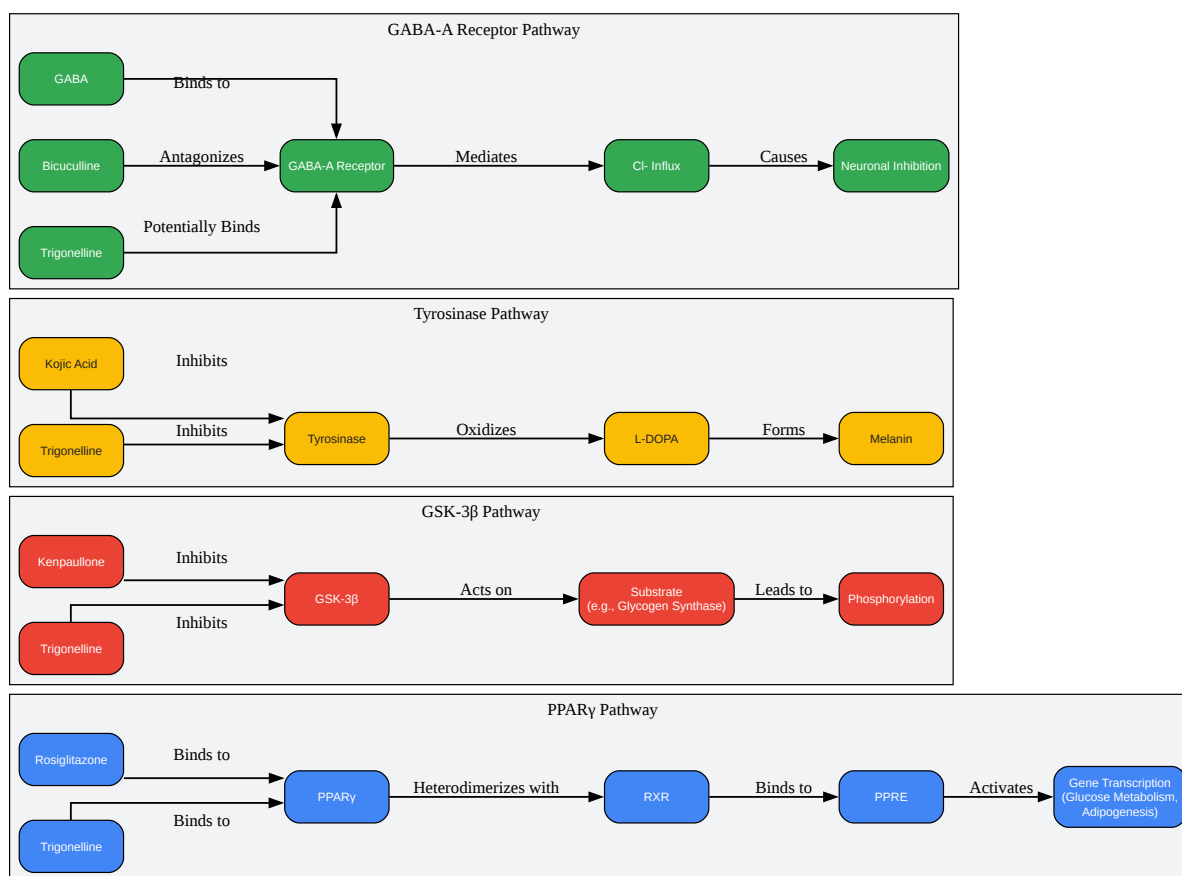 GABA-A Receptor Pathway
GABA
Binds to
Bicuculline
Antagonizes
GABA-A Receptor
Mediates
Cl- Influx
Causes
Neuronal Inhibition
Potentially Binds
Trigonelline
Tyrosinase Pathway
Kojic Acid
Inhibits
Trigonelline
Inhibits
Tyrosinase
Oxidizes
L-DOPA
Forms
Melanin
GSK-3β Pathway
Kenpaullone
Inhibits
GSK-3β
Acts on
Substrate
(e.g., Glycogen Synthase)
Leads to
Phosphorylation
Inhibits
Trigonelline
PPARγ Pathway
Rosiglitazone
Binds to
PPARγ
Heterodimerizes with
RXR
Binds to
PPRE
Activates
Gene Transcription
(Glucose Metabolism,
Adipogenesis)
Binds to
Trigonelline